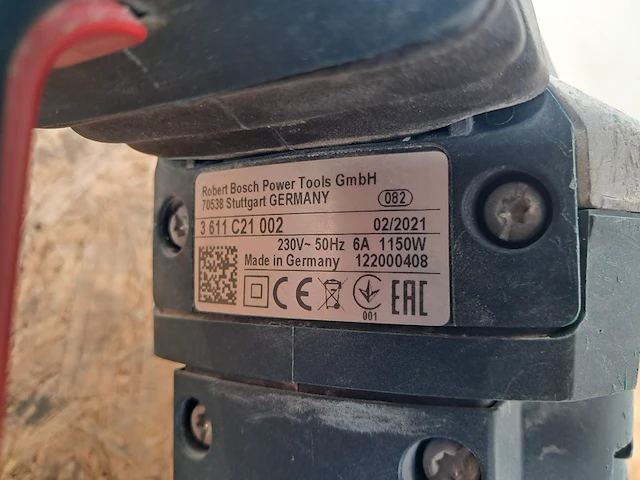 Robert Bosch Power Tools GmbH
70538 Stuttgart GERMANY 082
3 611 C21 002 02/2021
230V~ 50Hz 6A 1150W
Made in Germany 122000408
CE EAC
001